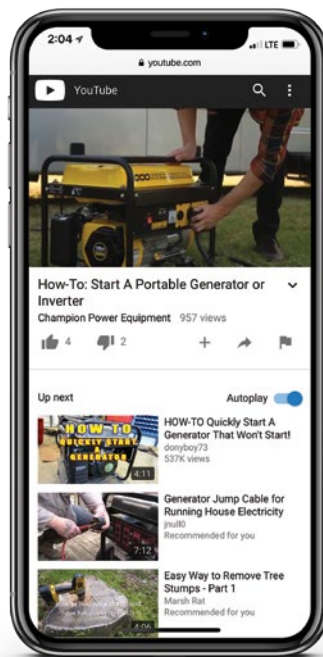 2:04
LTE
youtube.com
YouTube
How-To: Start A Portable Generator or
Inverter
Champion Power Equipment 957 views
4 2
Up next Autoplay
HOW TO
QUICKLY START
A
GENERATOR
4:11
HOW-TO Quickly Start A
Generator That Won't Start!
donyboy73
537K views
7:12
Generator Jump Cable for
Running House Electricity
jnull0
Recommended for you
4:06
Easy Way to Remove Tree
Stumps - Part 1
Marsh Rat
Recommended for you